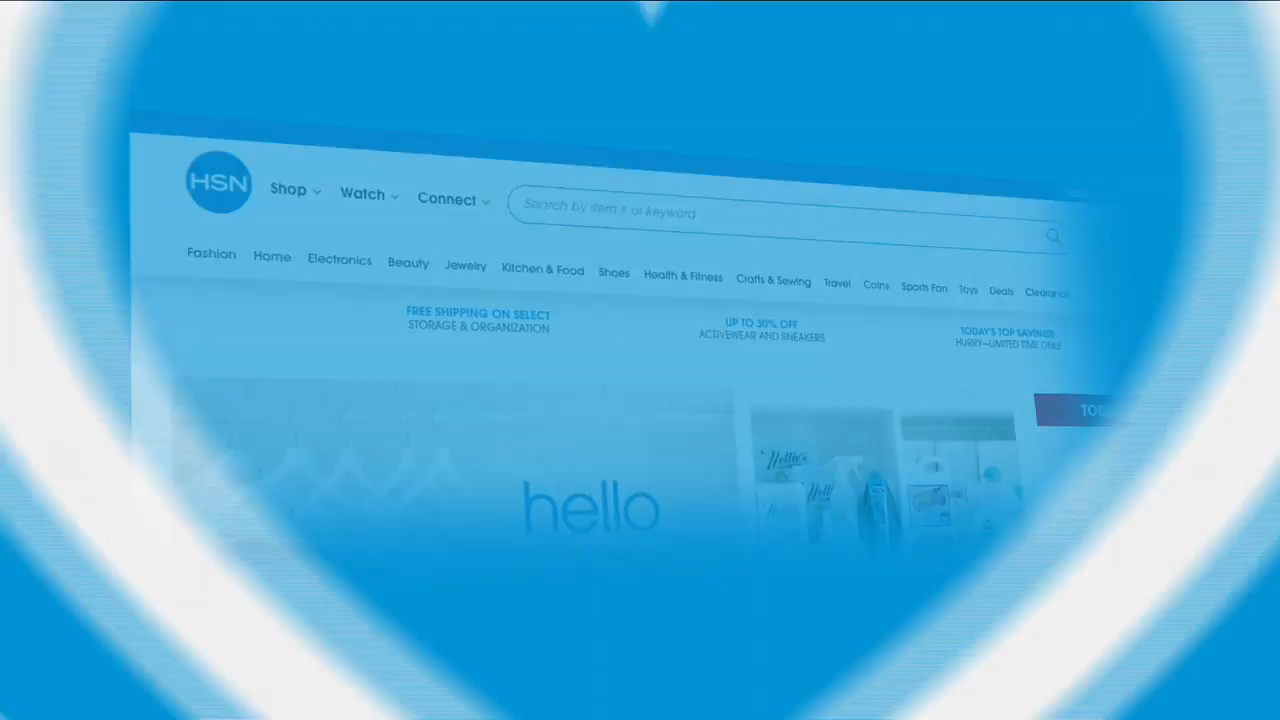 HSN
Shop Watch Connect
Search by item # or keyword
Fashion Home Electronics Beauty Jewelry Kitchen & Food Shoes Health & Fitness Crafts & Sewing Travel Coins Sports Fan Toys Deals Clearance
FREE SHIPPING ON SELECT
STORAGE & ORGANIZATION
UP TO 30% OFF
ACTIVEWEAR AND SNEAKERS
TODAY'S TOP SAVINGS
HURRY—LIMITED TIME ONLY
hello
Nellie's